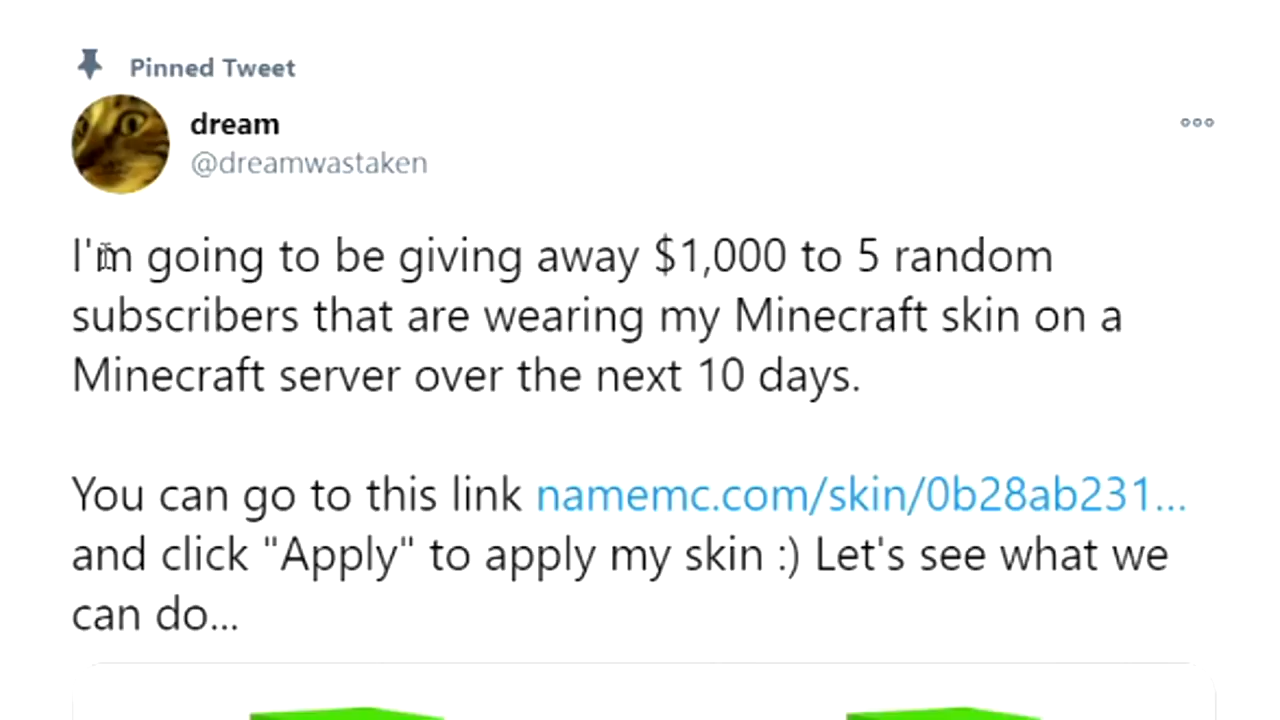 Pinned Tweet
dream
@dreamwastaken
I'm going to be giving away $1,000 to 5 random
subscribers that are wearing my Minecraft skin on a
Minecraft server over the next 10 days.
You can go to this link namemc.com/skin/0b28ab231...
and click "Apply" to apply my skin :) Let's see what we
can do...